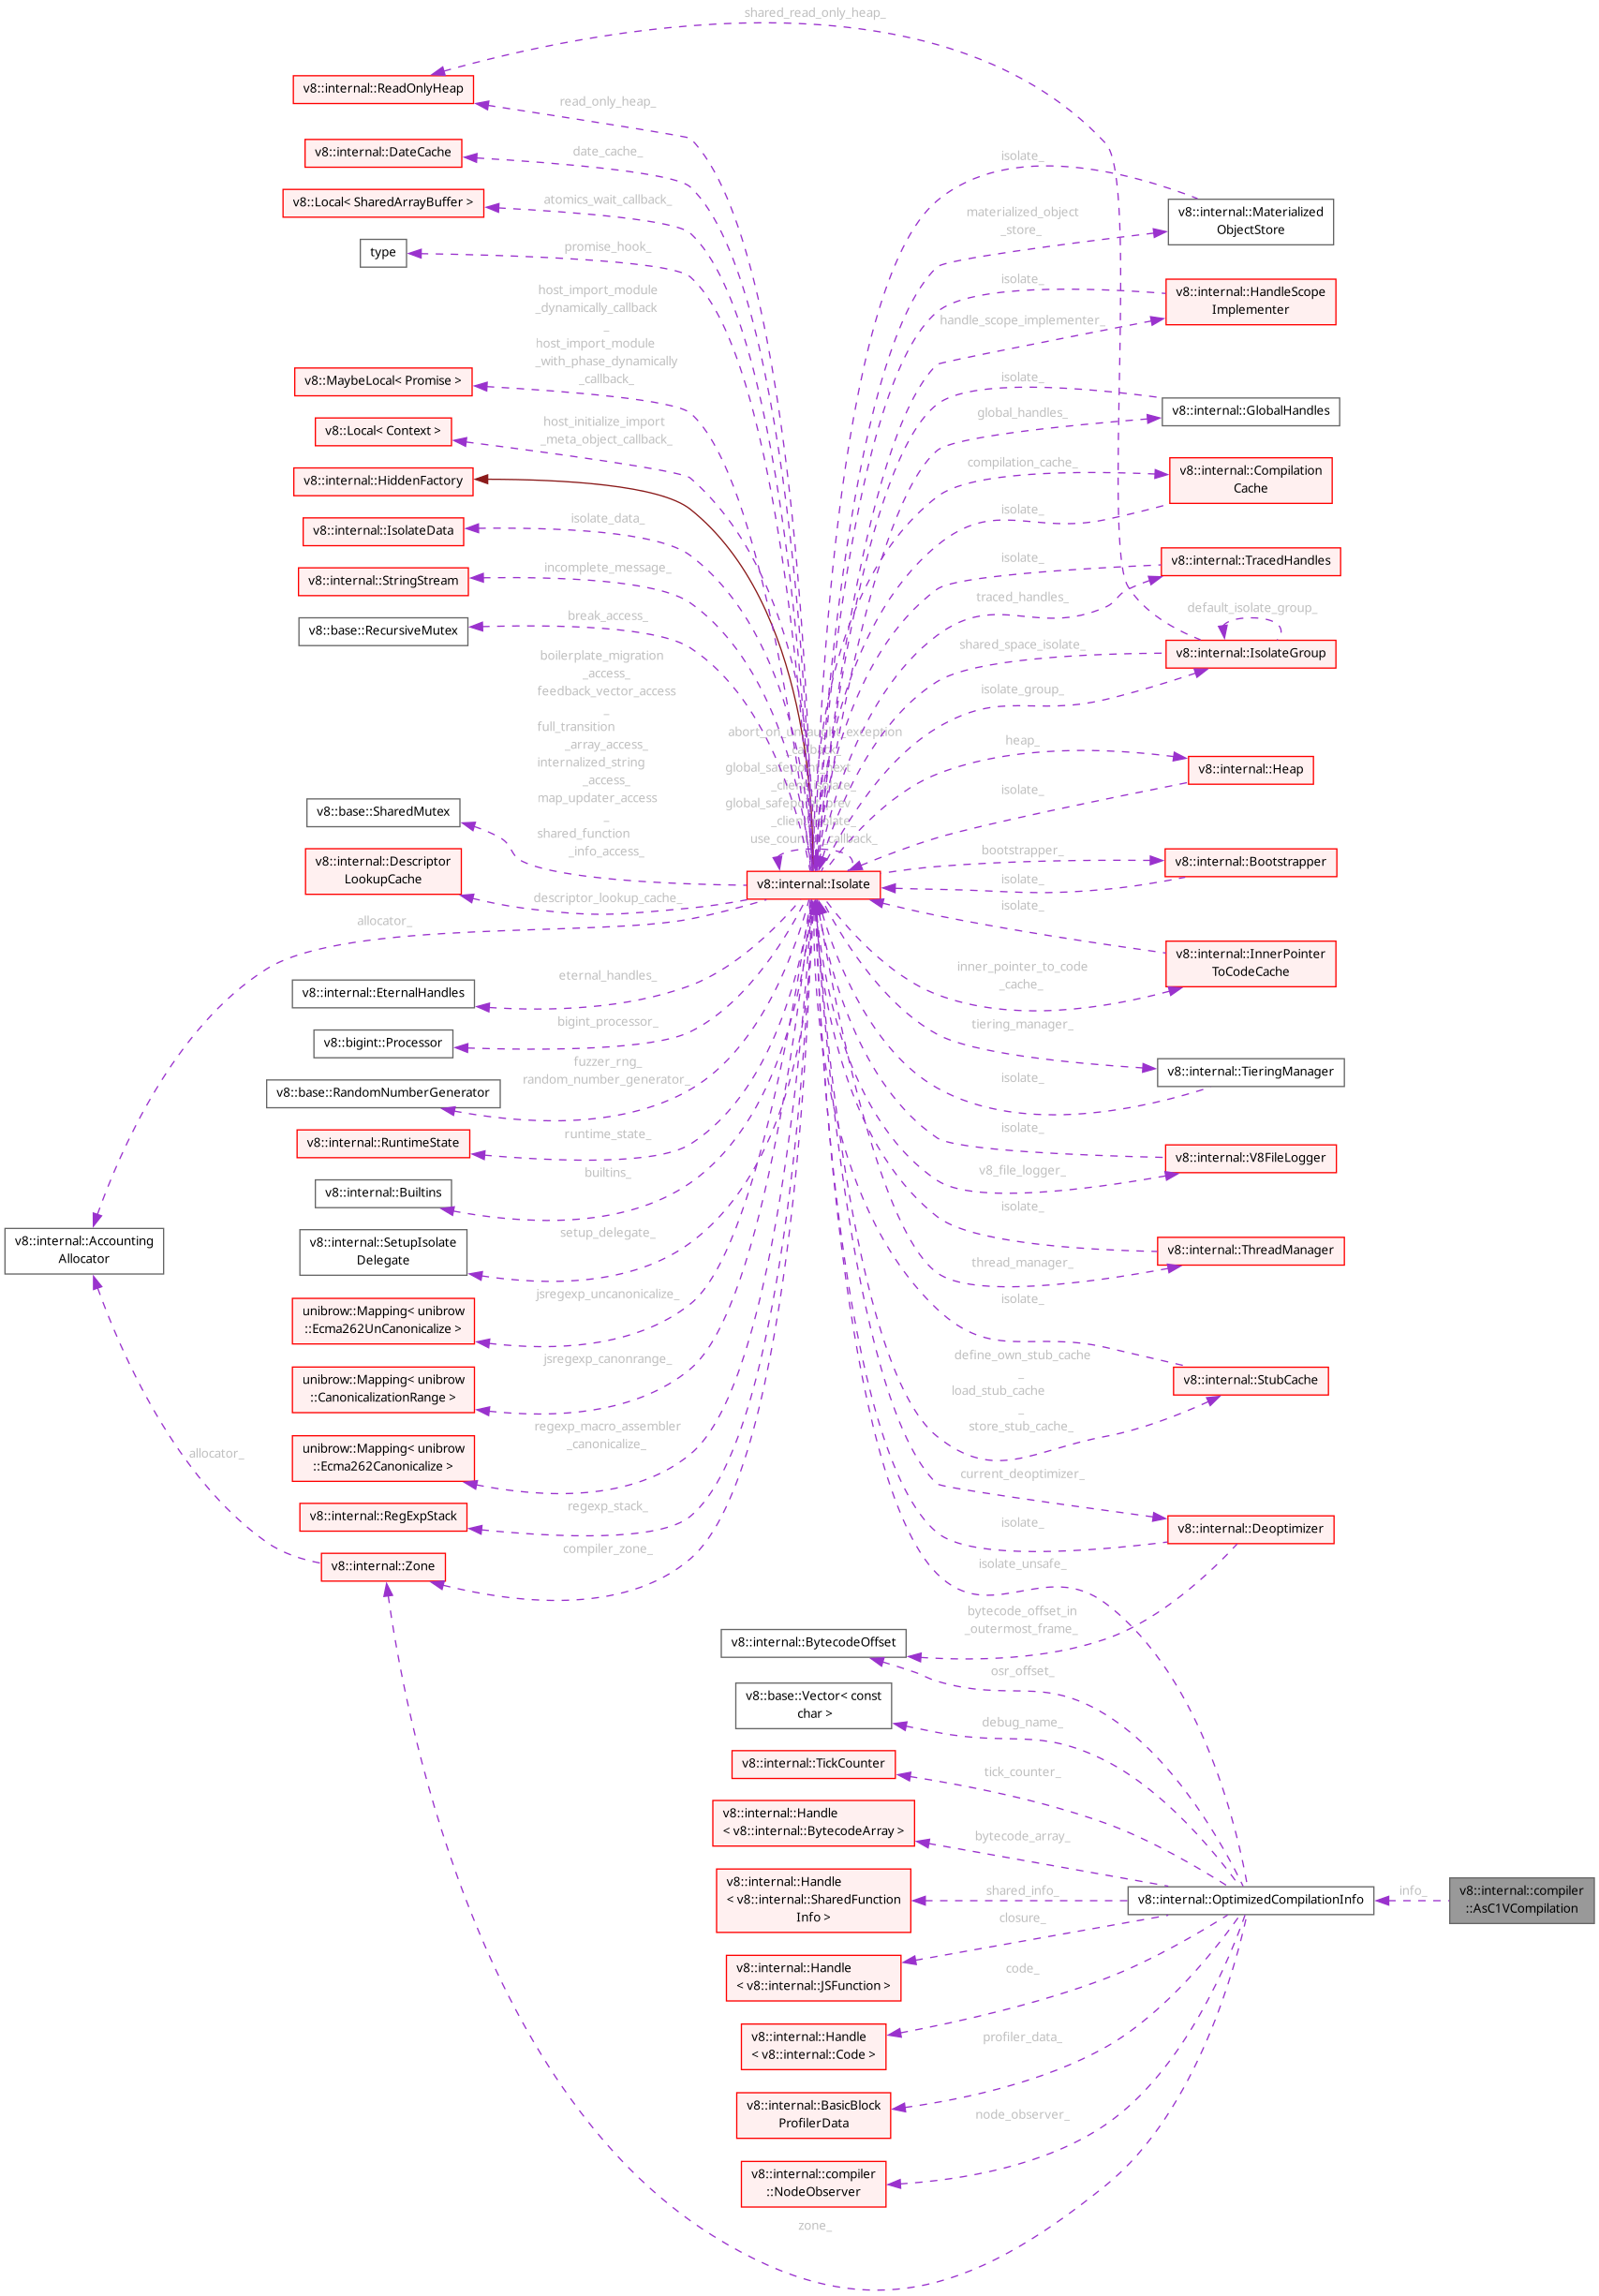 shared_read_only_heap_
v8::internal::ReadOnlyHeap
read_only_heap_
v8::internal::DateCache
date_cache_
isolate_
v8::Local< SharedArrayBuffer >
atomics_wait_callback_
v8::internal::Materialized
ObjectStore
materialized_object
_store_
type
promise_hook_
host_import_module
_dynamically_callback
_
host_import_module
_with_phase_dynamically
_callback_
isolate_
v8::internal::HandleScope
Implementer
handle_scope_implementer_
v8::MaybeLocal< Promise >
isolate_
v8::internal::GlobalHandles
global_handles_
v8::Local< Context >
host_initialize_import
_meta_object_callback_
v8::internal::HiddenFactory
compilation_cache_
v8::internal::Compilation
Cache
isolate_
v8::internal::IsolateData
isolate_data_
v8::internal::StringStream
incomplete_message_
isolate_
v8::internal::TracedHandles
traced_handles_
v8::base::RecursiveMutex
break_access_
default_isolate_group_
shared_space_isolate_
v8::internal::IsolateGroup
isolate_group_
boilerplate_migration
_access_
feedback_vector_access
_
full_transition
_array_access_
internalized_string
_access_
map_updater_access
_
shared_function
_info_access_
abort_on_uncaught_exception
_callback_
global_safepoint_next
_client_isolate_
global_safepoint_prev
_client_isolate_
use_counter_callback_
heap_
v8::internal::Heap
isolate_
v8::base::SharedMutex
v8::internal::Descriptor
LookupCache
descriptor_lookup_cache_
v8::internal::Isolate
bootstrapper_
v8::internal::Bootstrapper
isolate_
isolate_
allocator_
v8::internal::InnerPointer
ToCodeCache
inner_pointer_to_code
_cache_
v8::internal::EternalHandles
eternal_handles_
v8::bigint::Processor
bigint_processor_
tiering_manager_
v8::internal::TieringManager
isolate_
v8::base::RandomNumberGenerator
fuzzer_rng_
random_number_generator_
v8::internal::RuntimeState
runtime_state_
isolate_
v8::internal::V8FileLogger
v8_file_logger_
v8::internal::Builtins
builtins_
isolate_
v8::internal::ThreadManager
thread_manager_
v8::internal::Accounting
Allocator
v8::internal::SetupIsolate
Delegate
setup_delegate_
unibrow::Mapping< unibrow
::Ecma262UnCanonicalize >
jsregexp_uncanonicalize_
isolate_
unibrow::Mapping< unibrow
::CanonicalizationRange >
jsregexp_canonrange_
define_own_stub_cache
_
load_stub_cache
_
store_stub_cache_
v8::internal::StubCache
unibrow::Mapping< unibrow
::Ecma262Canonicalize >
regexp_macro_assembler
_canonicalize_
allocator_
current_deoptimizer_
v8::internal::RegExpStack
regexp_stack_
isolate_
v8::internal::Deoptimizer
v8::internal::Zone
compiler_zone_
isolate_unsafe_
bytecode_offset_in
_outermost_frame_
v8::internal::BytecodeOffset
osr_offset_
v8::base::Vector< const
char >
debug_name_
v8::internal::TickCounter
tick_counter_
v8::internal::Handle
< v8::internal::BytecodeArray >
bytecode_array_
v8::internal::Handle
< v8::internal::SharedFunction
Info >
shared_info_
v8::internal::OptimizedCompilationInfo
info_
v8::internal::compiler
::AsC1VCompilation
closure_
v8::internal::Handle
< v8::internal::JSFunction >
code_
v8::internal::Handle
< v8::internal::Code >
profiler_data_
v8::internal::BasicBlock
ProfilerData
node_observer_
v8::internal::compiler
::NodeObserver
zone_